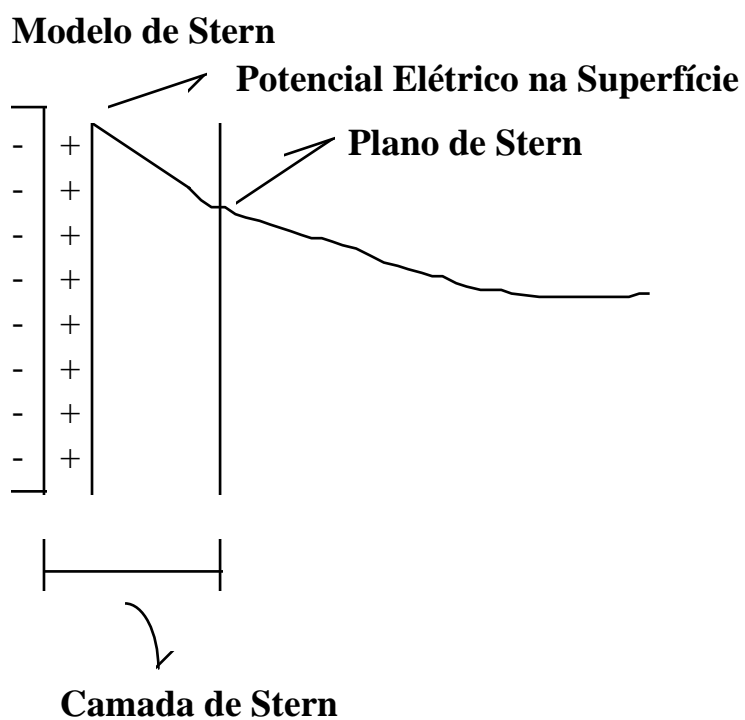 Modelo de Stern
Potencial Elétrico na Superfície
Plano de Stern
- +
- +
- +
- +
- +
- +
- +
- +
Camada de Stern